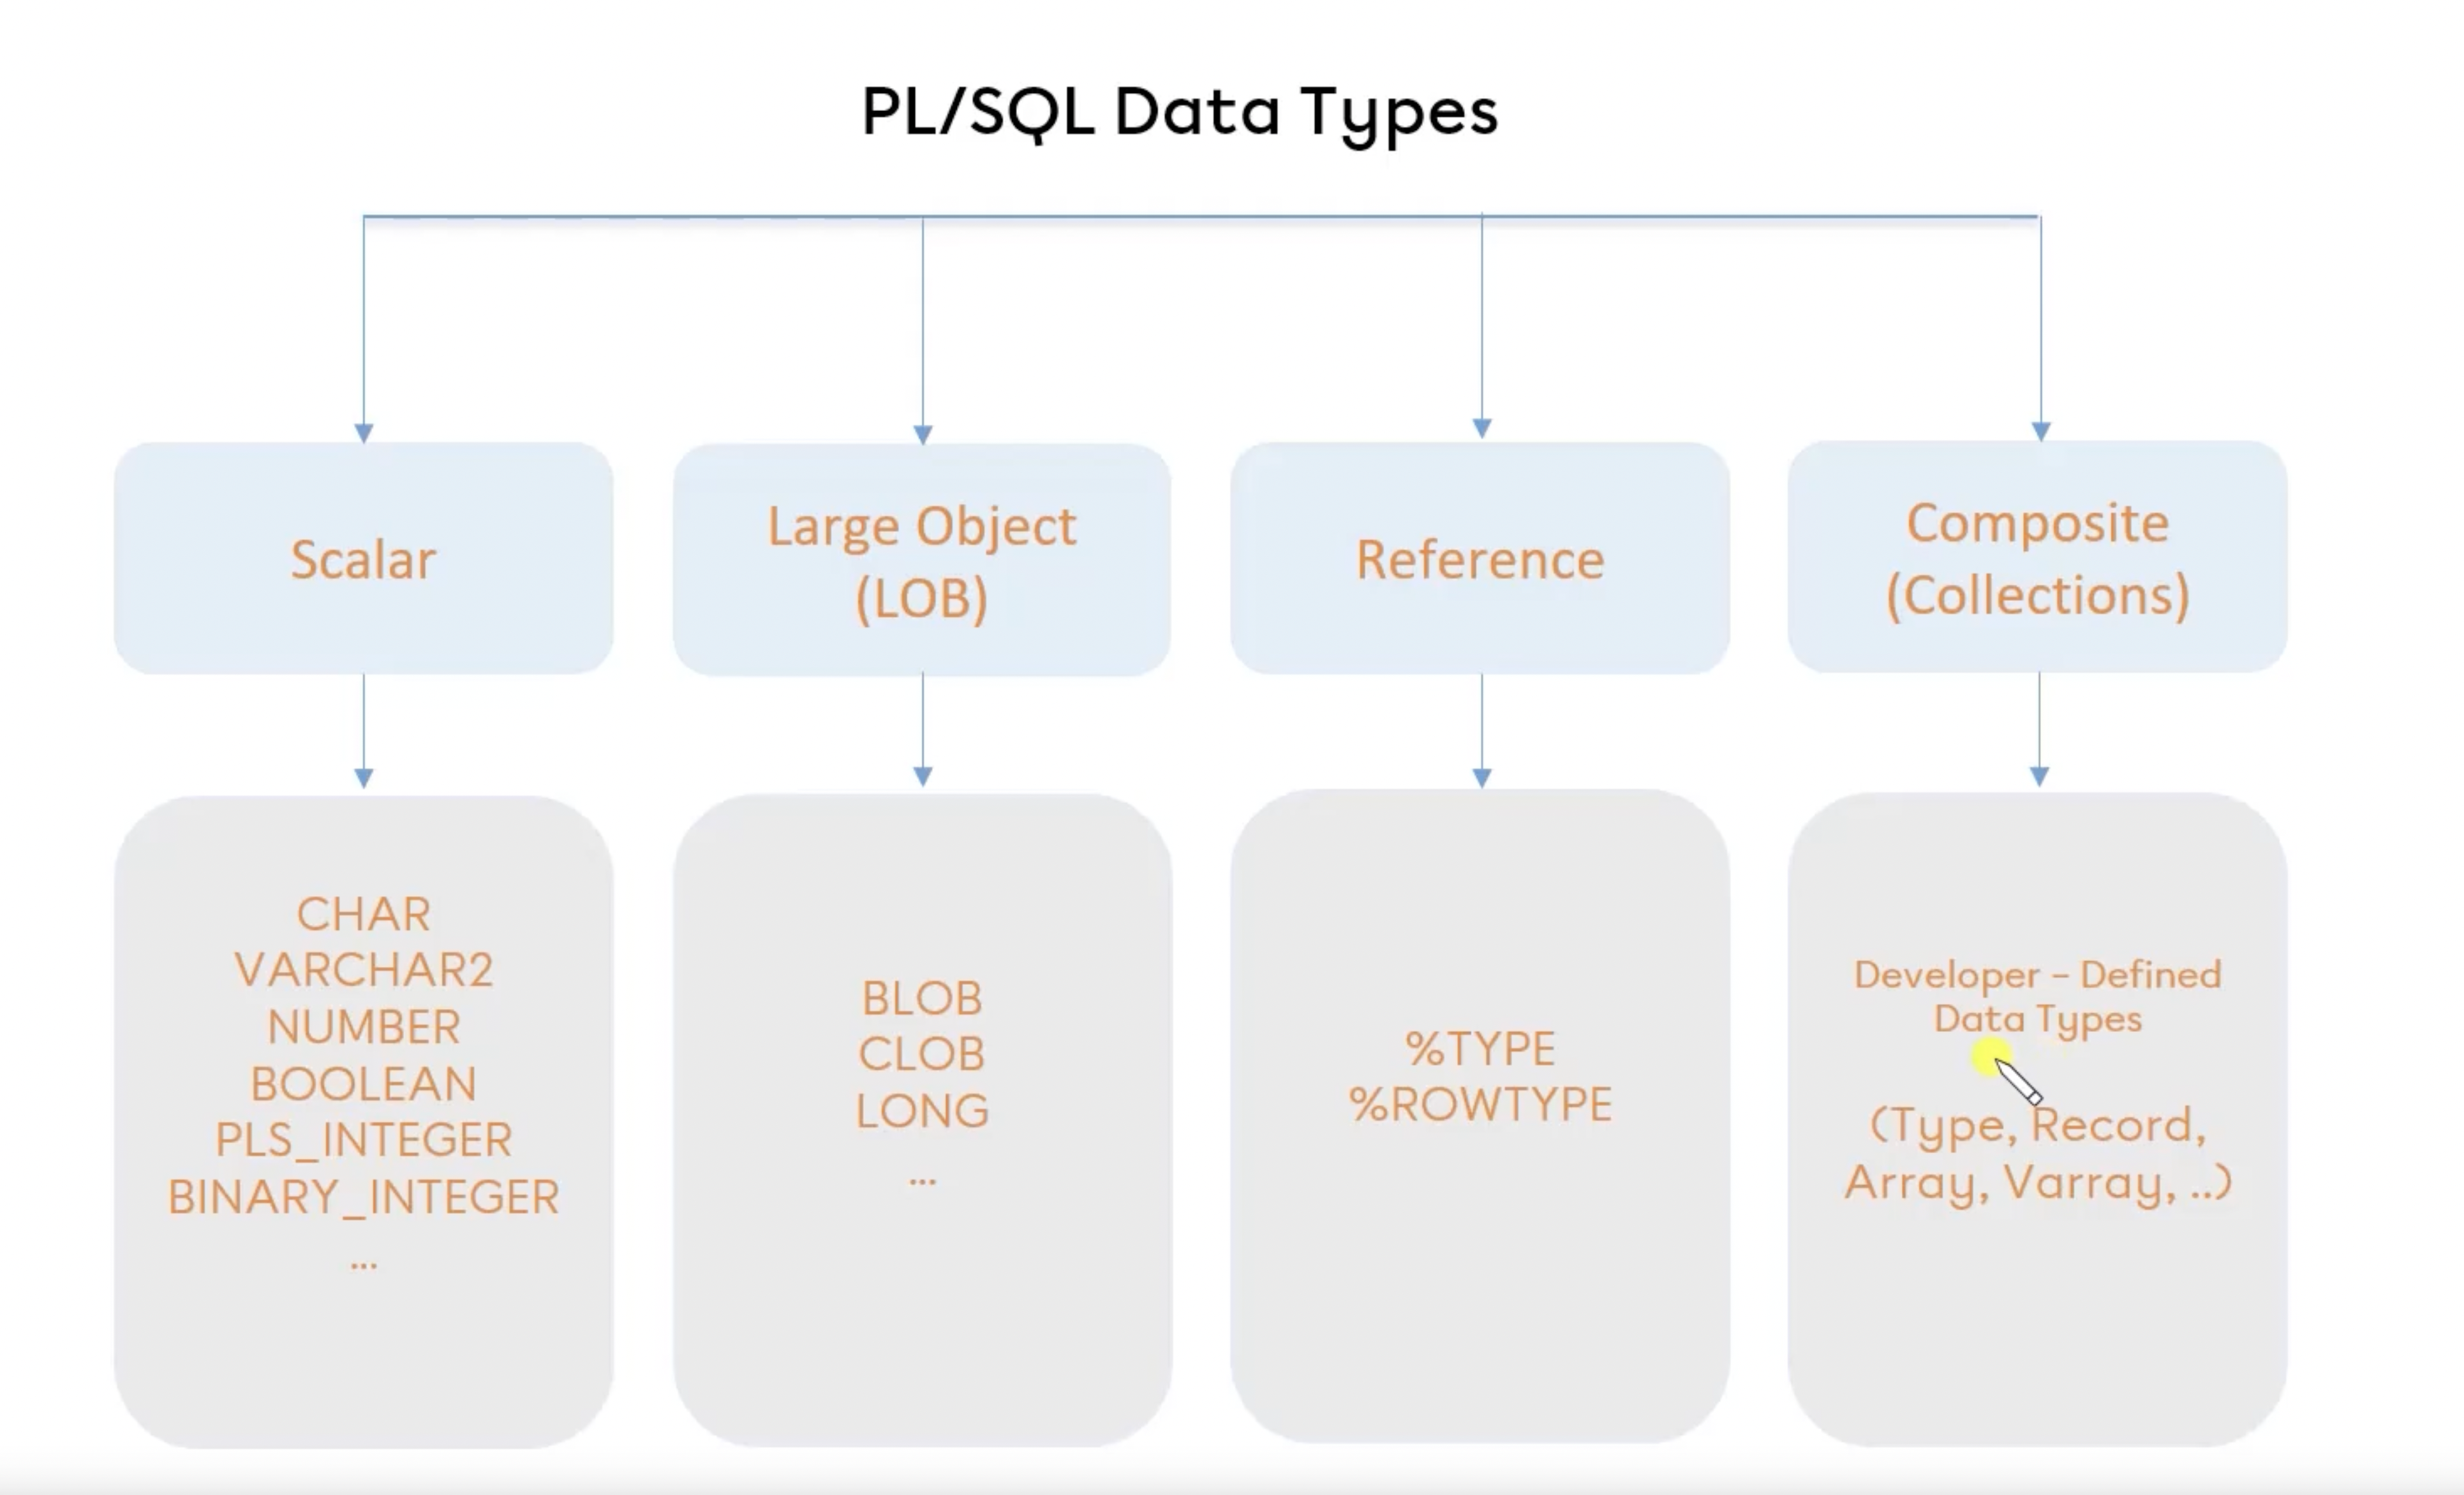 PL/SQL Data Types
Scalar
Large Object
(LOB)
Reference
Composite
(Collections)
CHAR
VARCHAR2
NUMBER
BOOLEAN
PLS_INTEGER
BINARY_INTEGER
...
BLOB
CLOB
LONG
...
%TYPE
%ROWTYPE
Developer – Defined
Data Types
(Type, Record,
Array, Varray, ..)